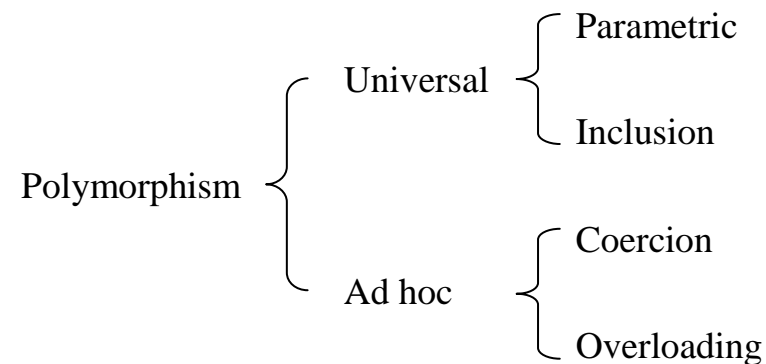 Parametric
Universal
Inclusion
Polymorphism
Coercion
Ad hoc
Overloading